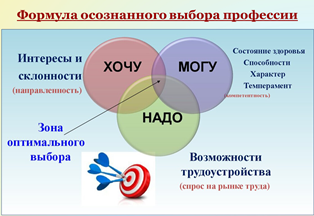 Формула осознанного выбора профессии
Интересы и
склонности
(направленность)
ХОЧУ
МОГУ
НАДО
Состояние здоровья
Способности
Характер
Темперамент
(компетентность)
Зона
оптимального
выбора
Возможности
трудоустройства
(спрос на рынке труда)